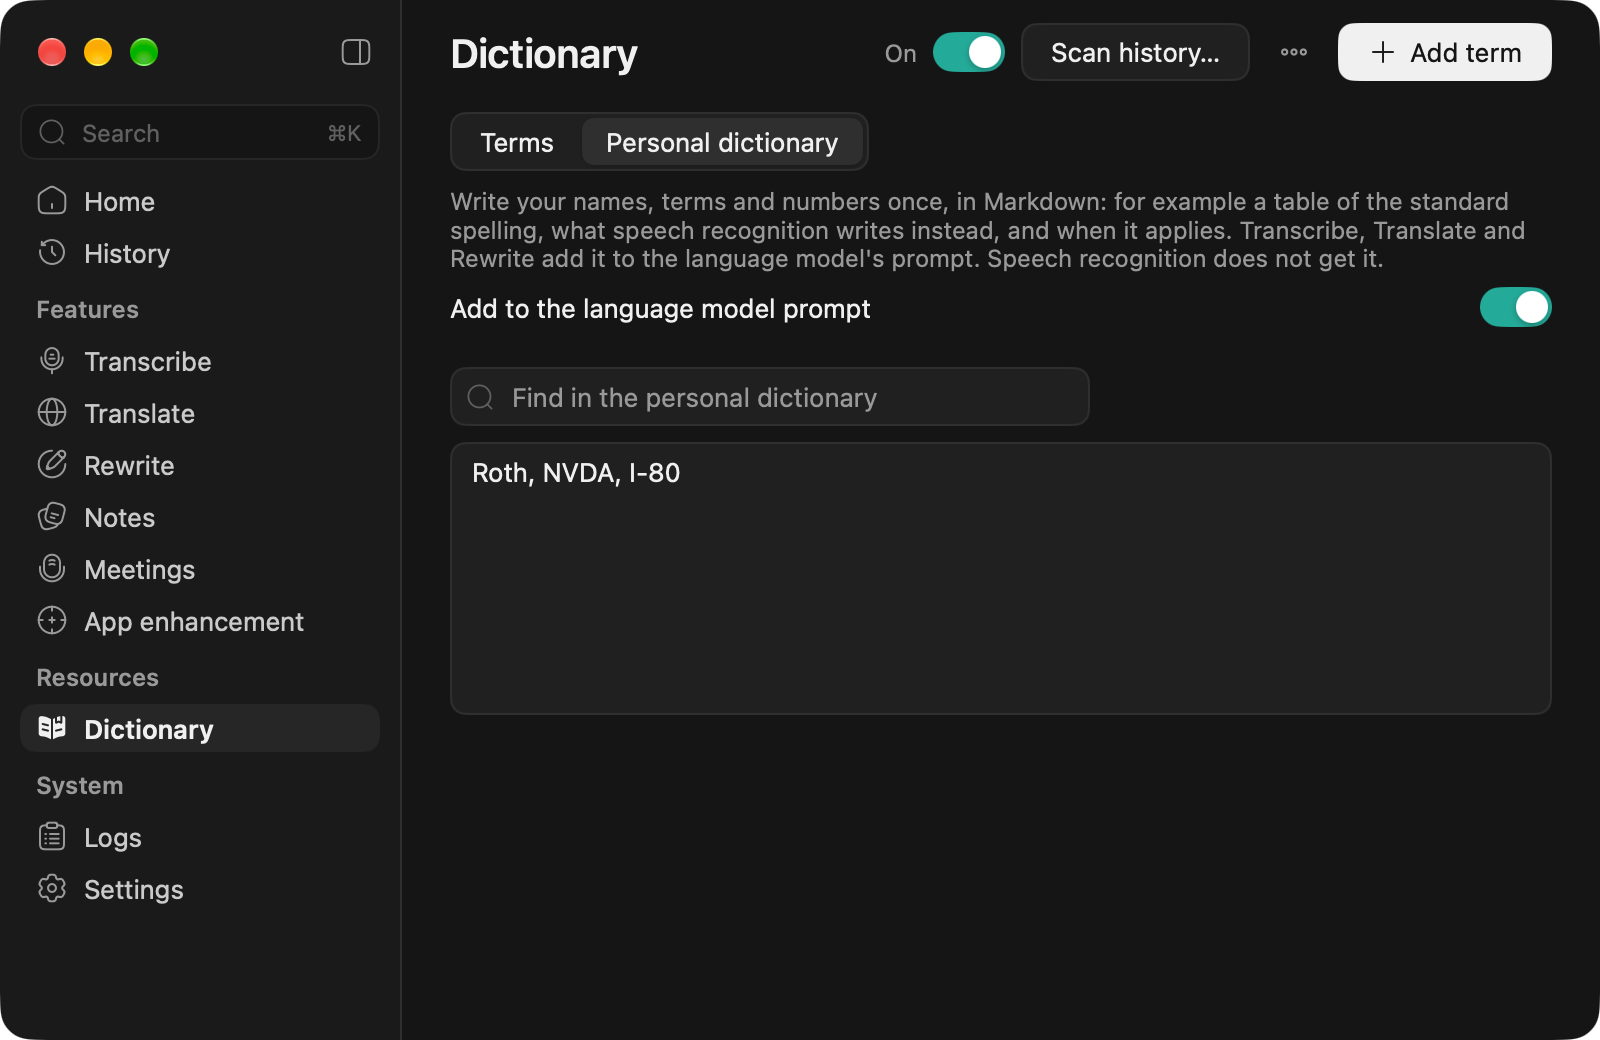 Search ⌘K
Home
History
Features
Transcribe
Translate
Rewrite
Notes
Meetings
App enhancement
Resources
Dictionary
System
Logs
Settings
Dictionary
On
Scan history...
Add term
Terms
Personal dictionary
Write your names, terms and numbers once, in Markdown: for example a table of the standard
spelling, what speech recognition writes instead, and when it applies. Transcribe, Translate and
Rewrite add it to the language model's prompt. Speech recognition does not get it.
Add to the language model prompt
Find in the personal dictionary
Roth, NVDA, I-80